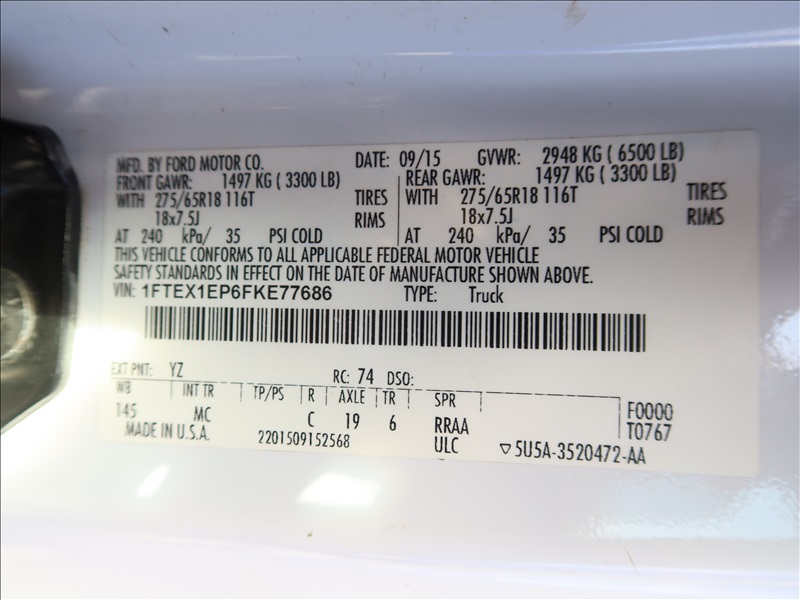 MFD. BY FORD MOTOR CO. DATE: 09/15 GVWR: 2948 KG ( 6500 LB)
FRONT GAWR: 1497 KG ( 3300 LB) REAR GAWR: 1497 KG ( 3300 LB)
WITH 275/65R18 116T TIRES WITH 275/65R18 116T TIRES
18x7.5J RIMS 18x7.5J RIMS
AT 240 kPa/ 35 PSI COLD AT 240 kPa/ 35 PSI COLD
THIS VEHICLE CONFORMS TO ALL APPLICABLE FEDERAL MOTOR VEHICLE
SAFETY STANDARDS IN EFFECT ON THE DATE OF MANUFACTURE SHOWN ABOVE.
VIN: 1FTEX1EP6FKE77686 TYPE: Truck
EXT PNT: YZ RC: 74 DSO:
WB INT TR TP/PS R AXLE TR SPR
145 MC C 19 6 RRAA F0000
MADE IN U.S.A. 2201509152568 ULC T0767
▽5U5A-3520472-AA